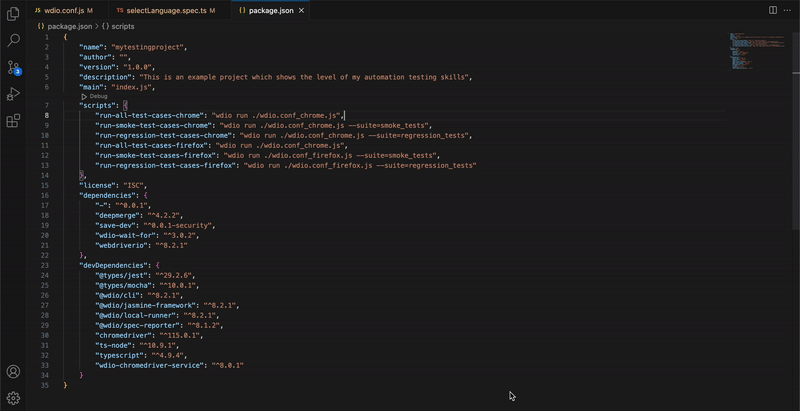 wdio.conf.js M
TS selectLanguage.spec.ts M
{} package.json ×
{} package.json > {} scripts
1 {
2 "name": "mytestingproject",
3 "author": "",
4 "version": "1.0.0",
5 "description": "This is an example project which shows the level of my automation testing skills",
6 "main": "index.js",
Debug
7 "scripts": {
8 "run-all-test-cases-chrome": "wdio run ./wdio.conf_chrome.js",
9 "run-smoke-test-cases-chrome": "wdio run ./wdio.conf_chrome.js --suite=smoke_tests",
10 "run-regression-test-cases-chrome": "wdio run ./wdio.conf_chrome.js --suite=regression_tests",
11 "run-all-test-cases-firefox": "wdio run ./wdio.conf_chrome.js",
12 "run-smoke-test-cases-firefox": "wdio run ./wdio.conf_firefox.js --suite=smoke_tests",
13 "run-regression-test-cases-firefox": "wdio run ./wdio.conf_firefox.js --suite=regression_tests"
14 },
15 "license": "ISC",
16 "dependencies": {
17 "-": "^0.0.1",
18 "deepmerge": "^4.2.2",
19 "save-dev": "^0.0.1-security",
20 "wdio-wait-for": "^3.0.2",
21 "webdriverio": "^8.2.1"
22 },
23 "devDependencies": {
24 "@types/jest": "^29.2.6",
25 "@types/mocha": "^10.0.1",
26 "@wdio/cli": "^8.2.1",
27 "@wdio/jasmine-framework": "^8.2.1",
28 "@wdio/local-runner": "^8.2.1",
29 "@wdio/spec-reporter": "^8.1.2",
30 "chromedriver": "^115.0.1",
31 "ts-node": "^10.9.1",
32 "typescript": "^4.9.4",
33 "wdio-chromedriver-service": "^8.0.1"
34 }
35 }
3